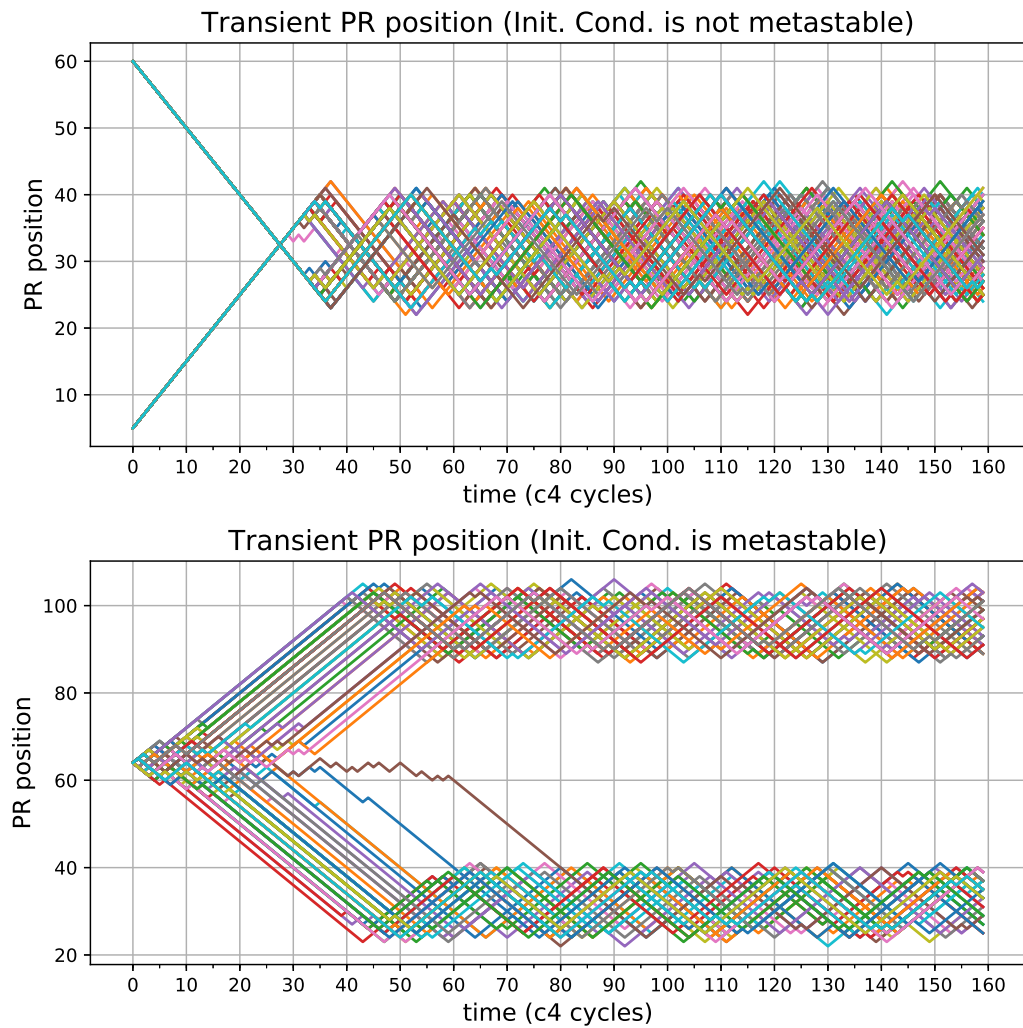 Transient PR position (Init. Cond. is not metastable)
60
50
40
30
20
10
PR position
0 10 20 30 40 50 60 70 80 90 100 110 120 130 140 150 160
time (c4 cycles)
Transient PR position (Init. Cond. is metastable)
100
80
60
40
20
PR position
0 10 20 30 40 50 60 70 80 90 100 110 120 130 140 150 160
time (c4 cycles)